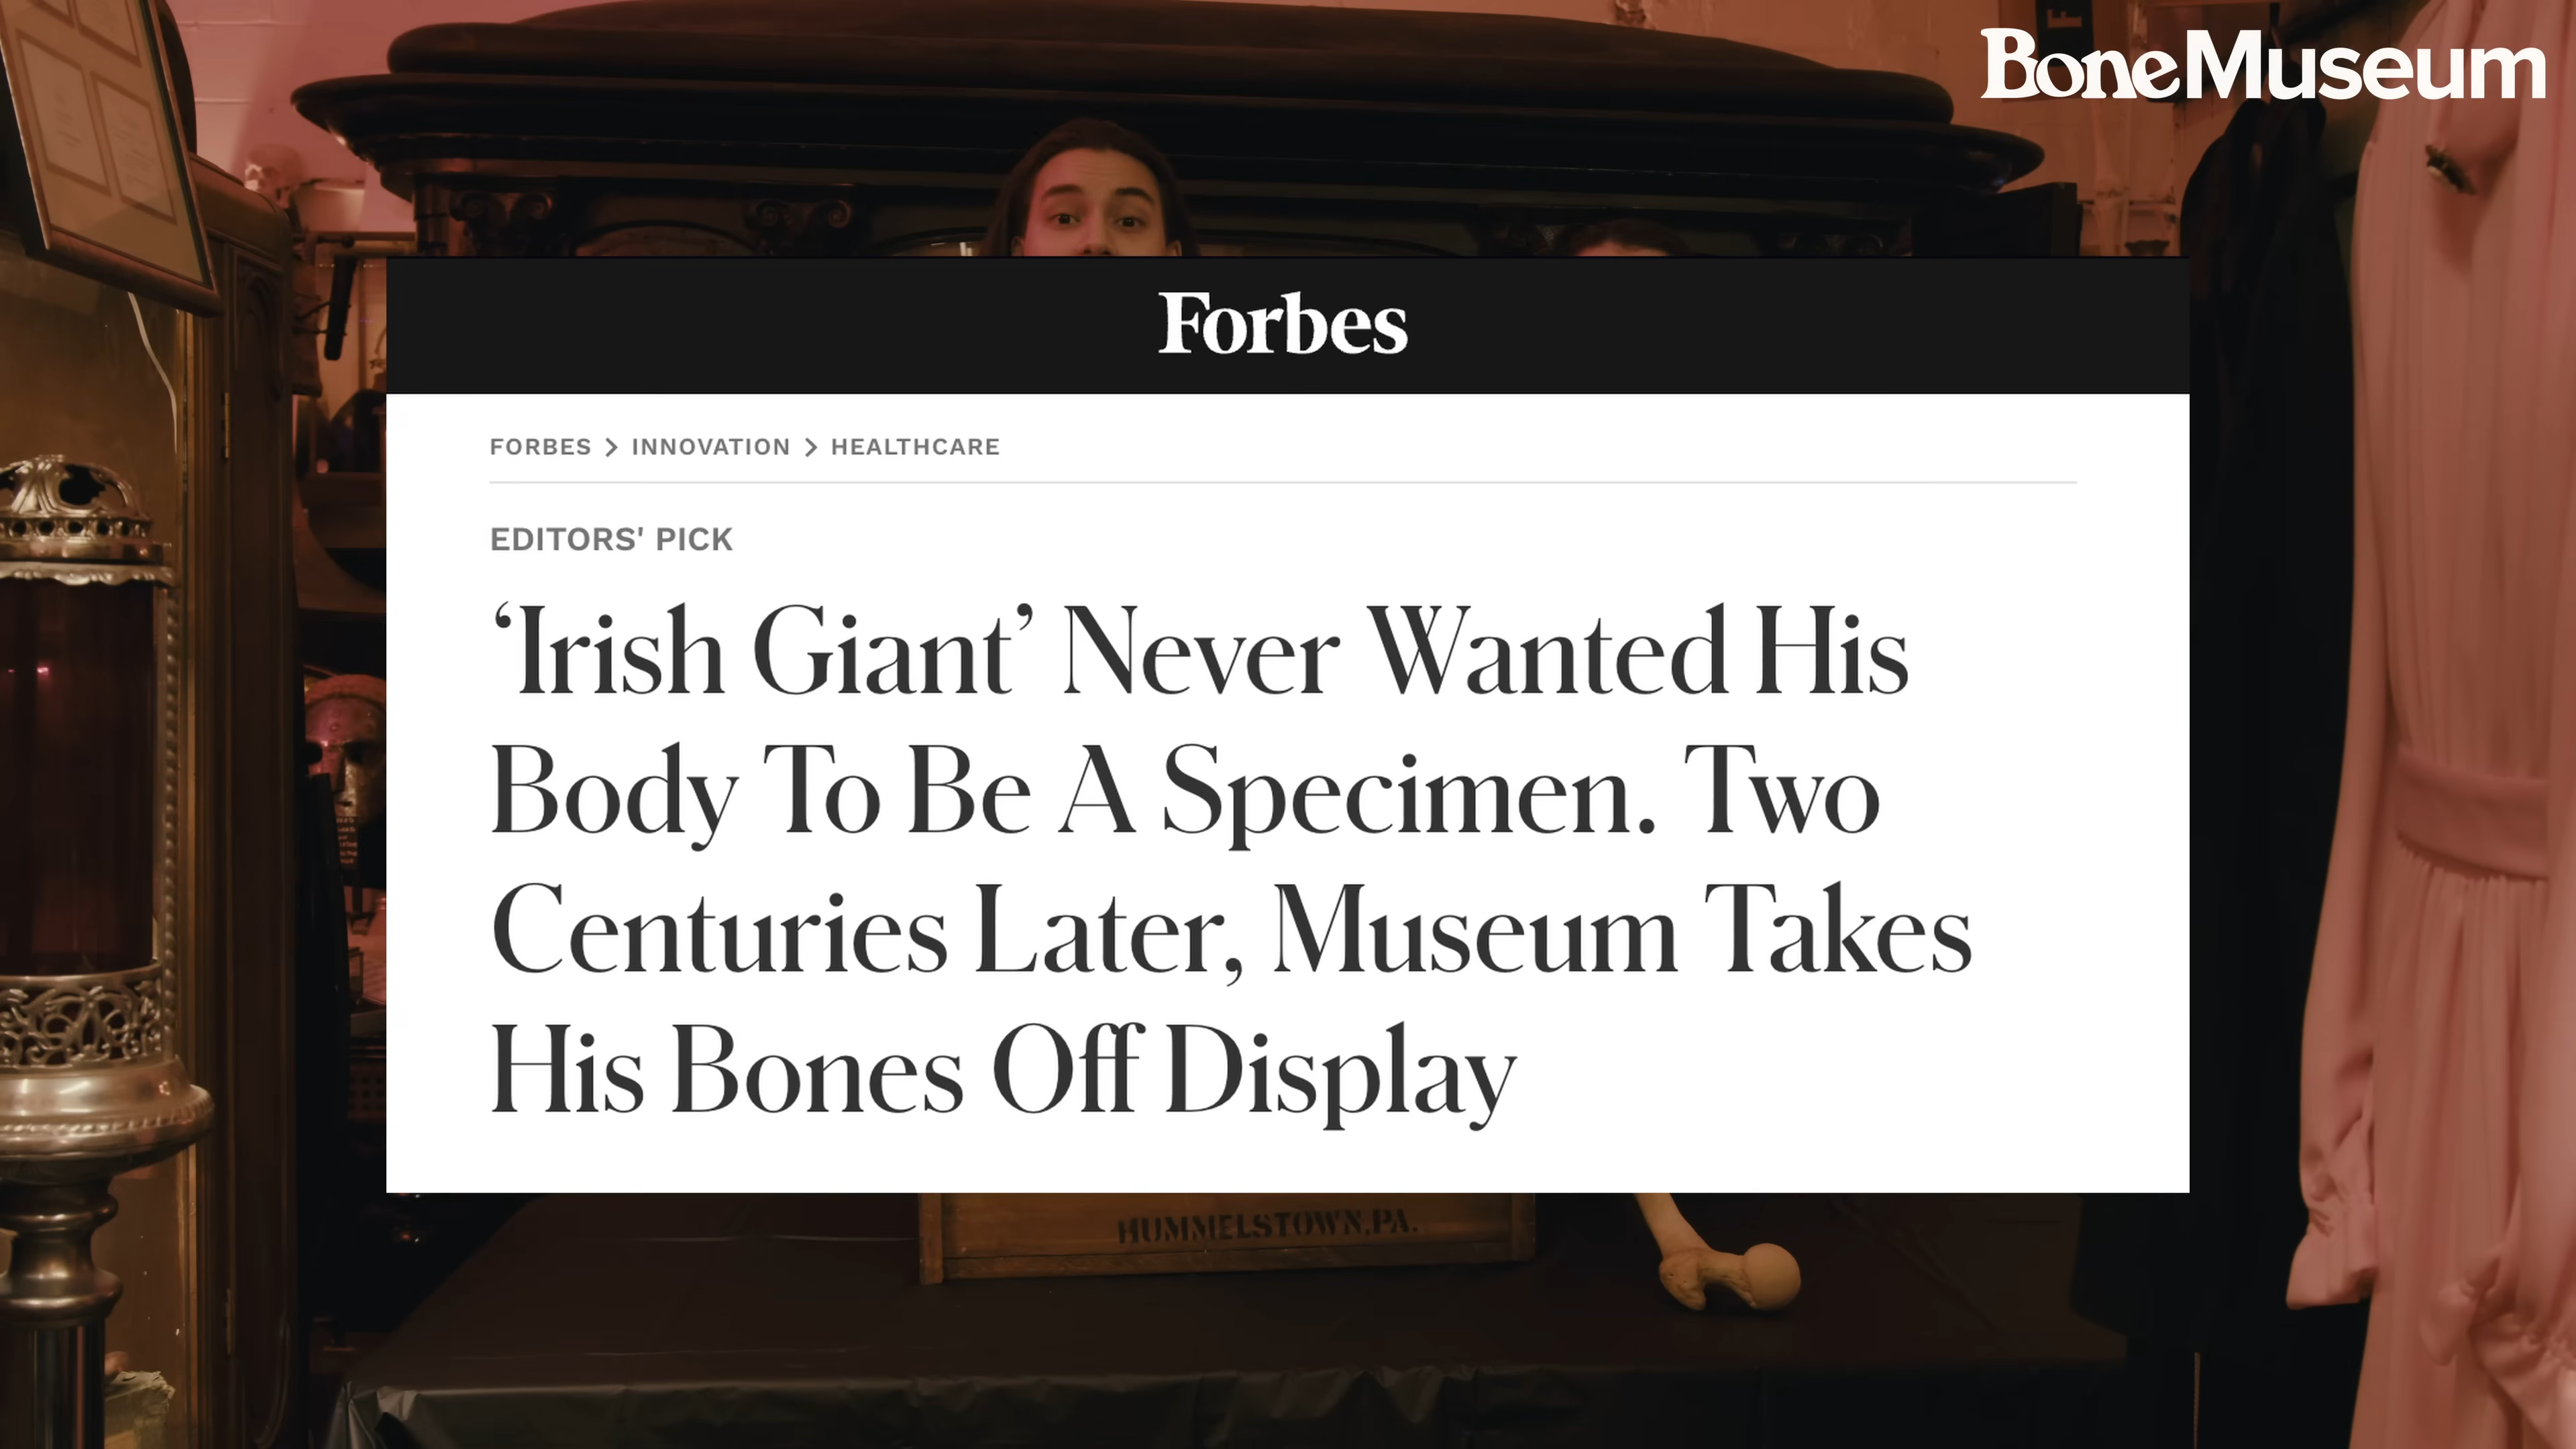 BoneMuseum
Forbes
FORBES > INNOVATION > HEALTHCARE
EDITORS' PICK
‘Irish Giant’ Never Wanted His
Body To Be A Specimen. Two
Centuries Later, Museum Takes
His Bones Off Display
HUMMELSTOWN, PA.